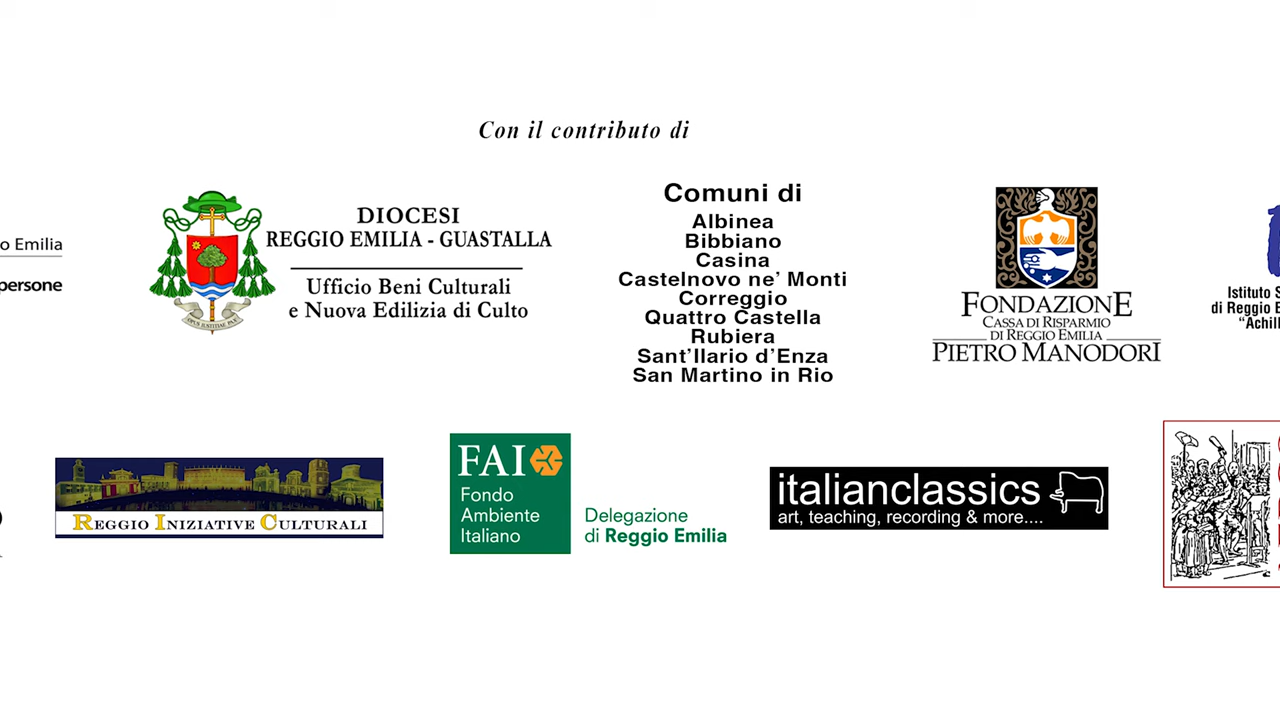 Con il contributo di
o Emilia
persone
DIOCESI
REGGIO EMILIA - GUASTALLA
Ufficio Beni Culturali
e Nuova Edilizia di Culto
OPUS JUSTITIAE PAX
Comuni di
Albinea
Bibbiano
Casina
Castelnovo ne' Monti
Correggio
Quattro Castella
Rubiera
Sant'Ilario d'Enza
San Martino in Rio
FONDAZIONE
CASSA DI RISPARMIO
DI REGGIO EMILIA
PIETRO MANODORI
Istituto S
di Reggio E
"Achill
REGGIO INIZIATIVE CULTURALI
FAI
Fondo
Ambiente
Italiano
Delegazione
di Reggio Emilia
italianclassics
art, teaching, recording & more....